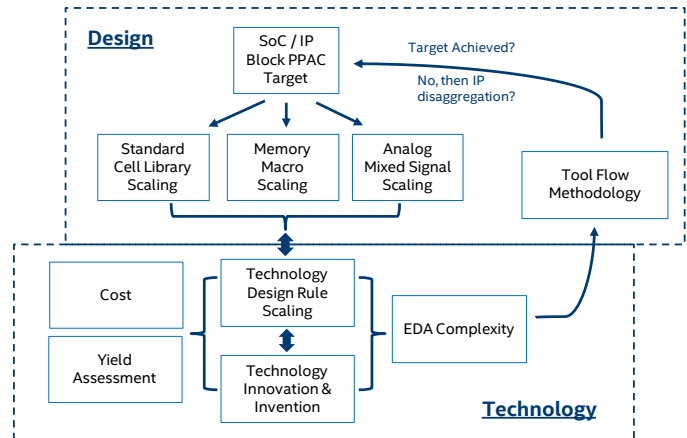 Design
SoC / IP
Block PPAC
Target
Target Achieved?
No, then IP
disaggregation?
Standard
Cell Library
Scaling
Memory
Macro
Scaling
Analog
Mixed Signal
Scaling
Tool Flow
Methodology
Cost
Technology
Design Rule
Scaling
EDA Complexity
Yield
Assessment
Technology
Innovation &
Invention
Technology